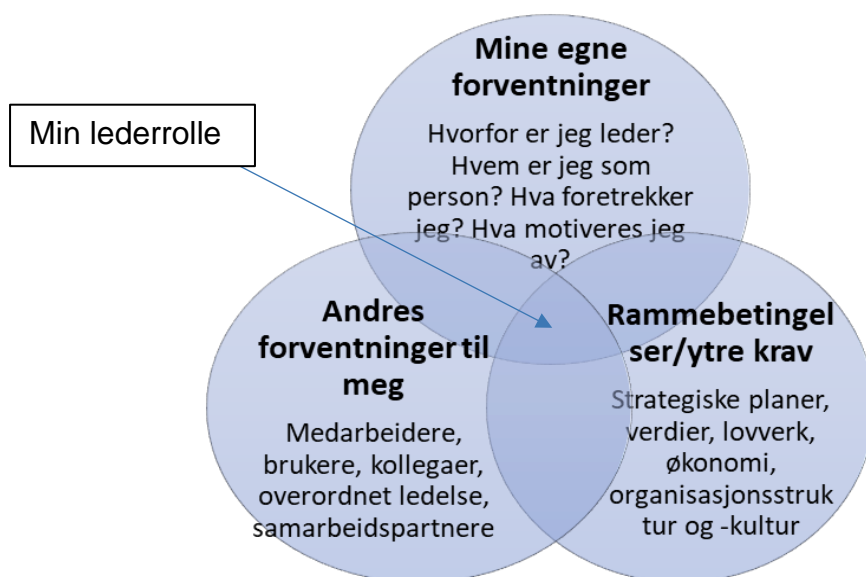 Min lederrolle
Mine egne
forventninger
Hvorfor er jeg leder?
Hvem er jeg som
person? Hva foretrekker
jeg? Hva motiveres jeg
av?
Andres
forventninger til
meg
Medarbeidere,
brukere, kollegaer,
overordnet ledelse,
samarbeidspartnere
Rammebetingel
ser/ytre krav
Strategiske planer,
verdier, lovverk,
økonomi,
organisasjonsstruk
tur og -kultur